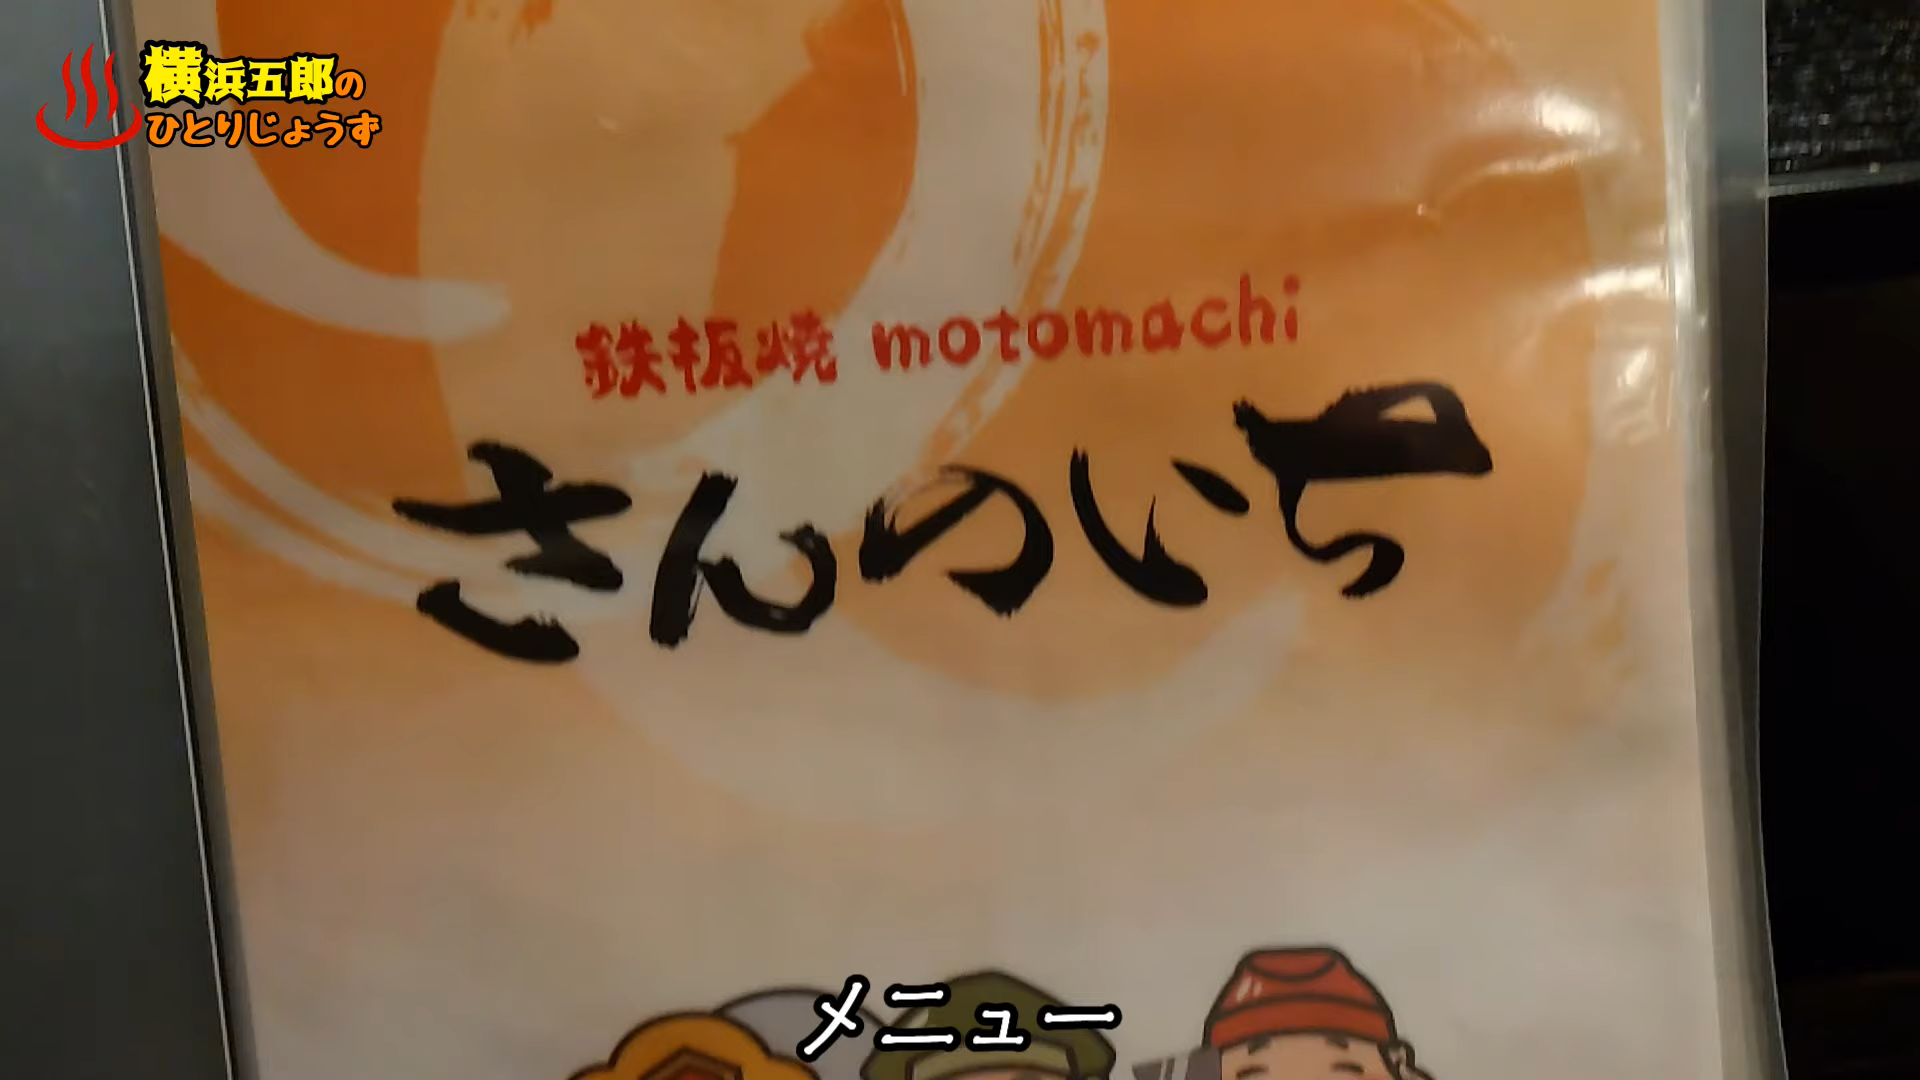 横浜五郎の
ひとりじょうず
鉄板焼 motomachi
さんのいち
メニュー